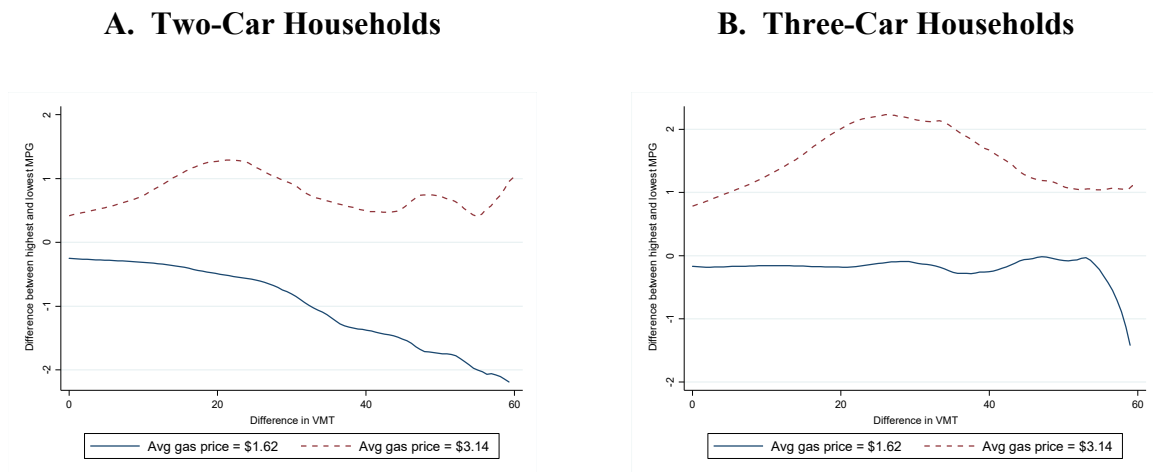 A. Two-Car Households
B. Three-Car Households
Difference between highest and lowest MPG
2
1
0
-1
-2
0 20 40 60
Difference in VMT
Avg gas price = $1.62 Avg gas price = $3.14
Difference between highest and lowest MPG
2
1
0
-1
-2
0 20 40 60
Difference in VMT
Avg gas price = $1.62 Avg gas price = $3.14